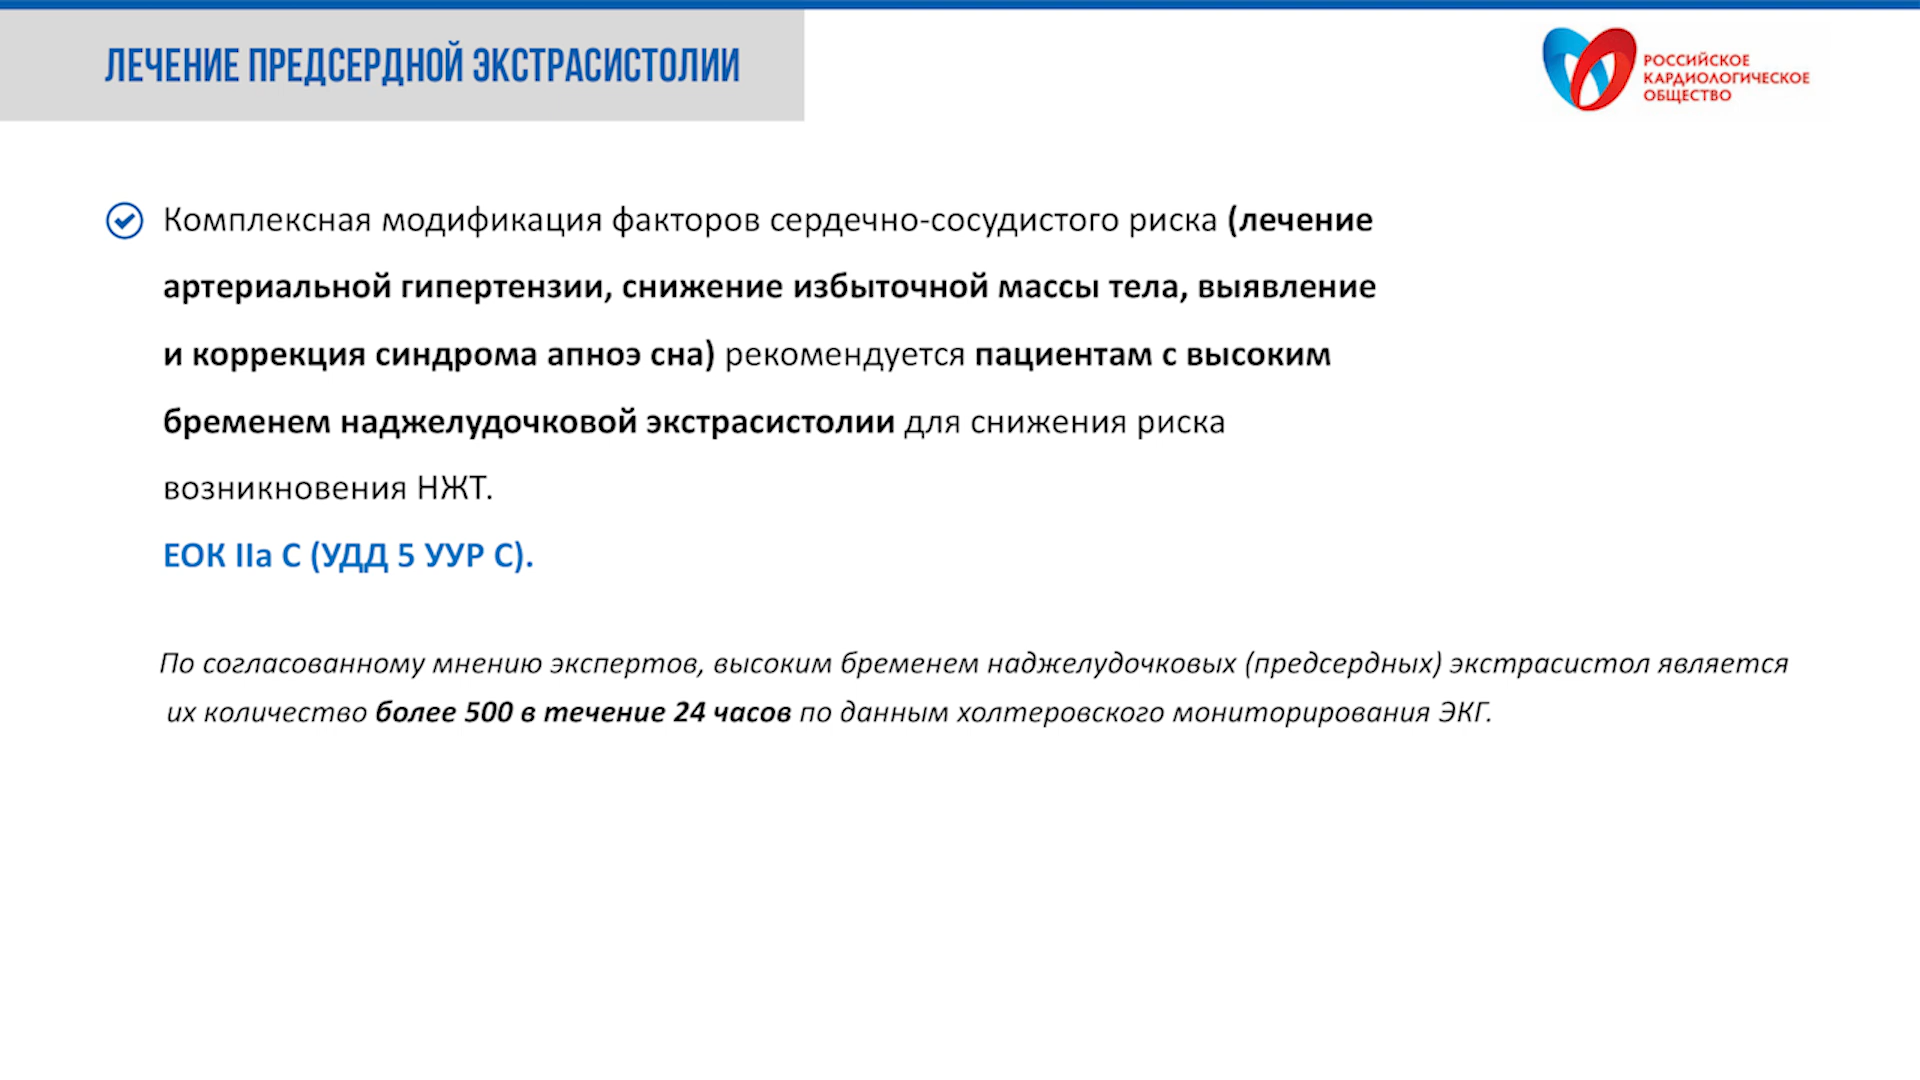 ЛЕЧЕНИЕ ПРЕДСЕРДНОЙ ЭКСТРАСИСТОЛИИ
РОССИЙСКОЕ
КАРДИОЛОГИЧЕСКОЕ
ОБЩЕСТВО
Комплексная модификация факторов сердечно-сосудистого риска (лечение
артериальной гипертензии, снижение избыточной массы тела, выявление
и коррекция синдрома апноэ сна) рекомендуется пациентам с высоким
бременем наджелудочковой экстрасистолии для снижения риска
возникновения НЖТ.
ЕОК IIa C (УДД 5 УУР С).
По согласованному мнению экспертов, высоким бременем наджелудочковых (предсердных) экстрасистол является
их количество более 500 в течение 24 часов по данным холтеровского мониторирования ЭКГ.